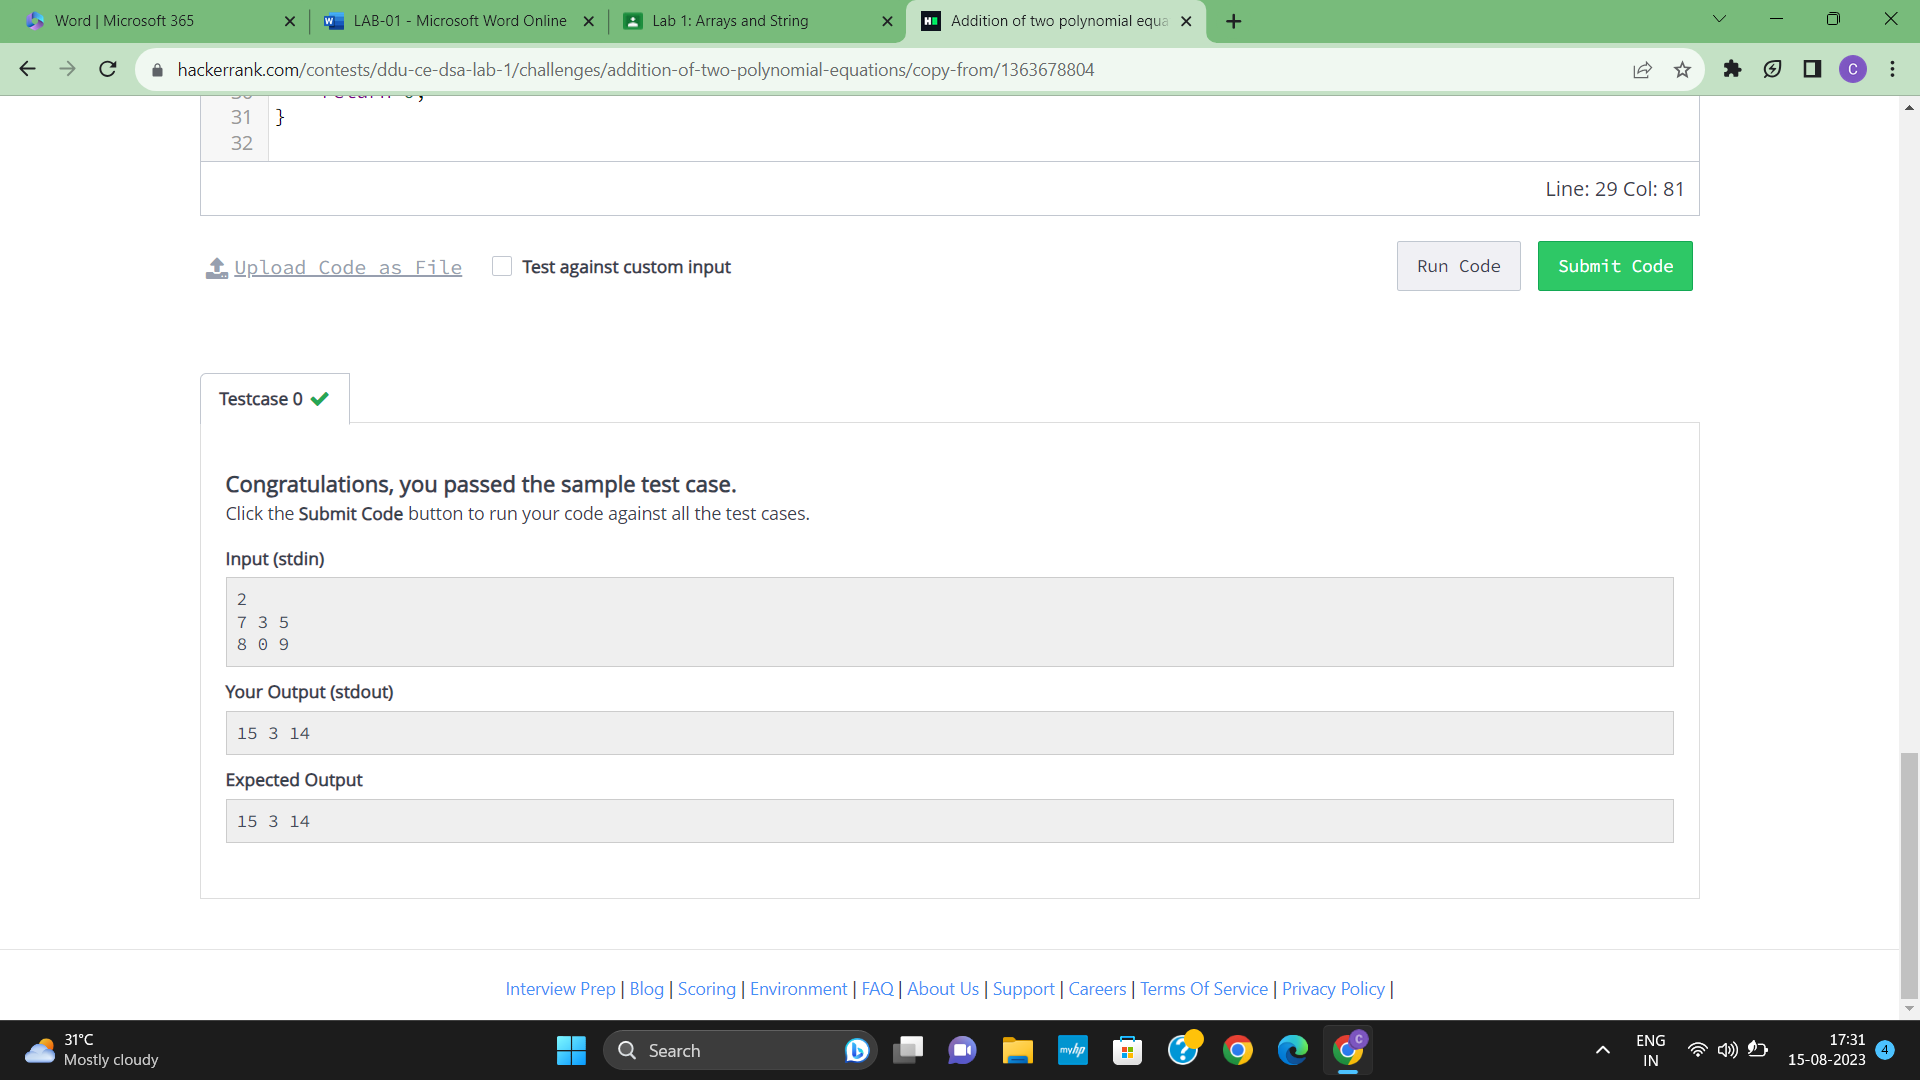 Word | Microsoft 365
LAB-01 - Microsoft Word Online
Lab 1: Arrays and String
Addition of two polynomial equa
hackerrank.com/contests/ddu-ce-dsa-lab-1/challenges/addition-of-two-polynomial-equations/copy-from/1363678804
C
31 }
32
Line: 29 Col: 81
Upload Code as File
Test against custom input
Run Code
Submit Code
Testcase 0
Congratulations, you passed the sample test case.
Click the Submit Code button to run your code against all the test cases.
Input (stdin)
2
7 3 5
8 0 9
Your Output (stdout)
15 3 14
Expected Output
15 3 14
Interview Prep | Blog | Scoring | Environment | FAQ | About Us | Support | Careers | Terms Of Service | Privacy Policy |
31°C
Mostly cloudy
Search
myhp
C
ENG
IN
17:31
15-08-2023
4